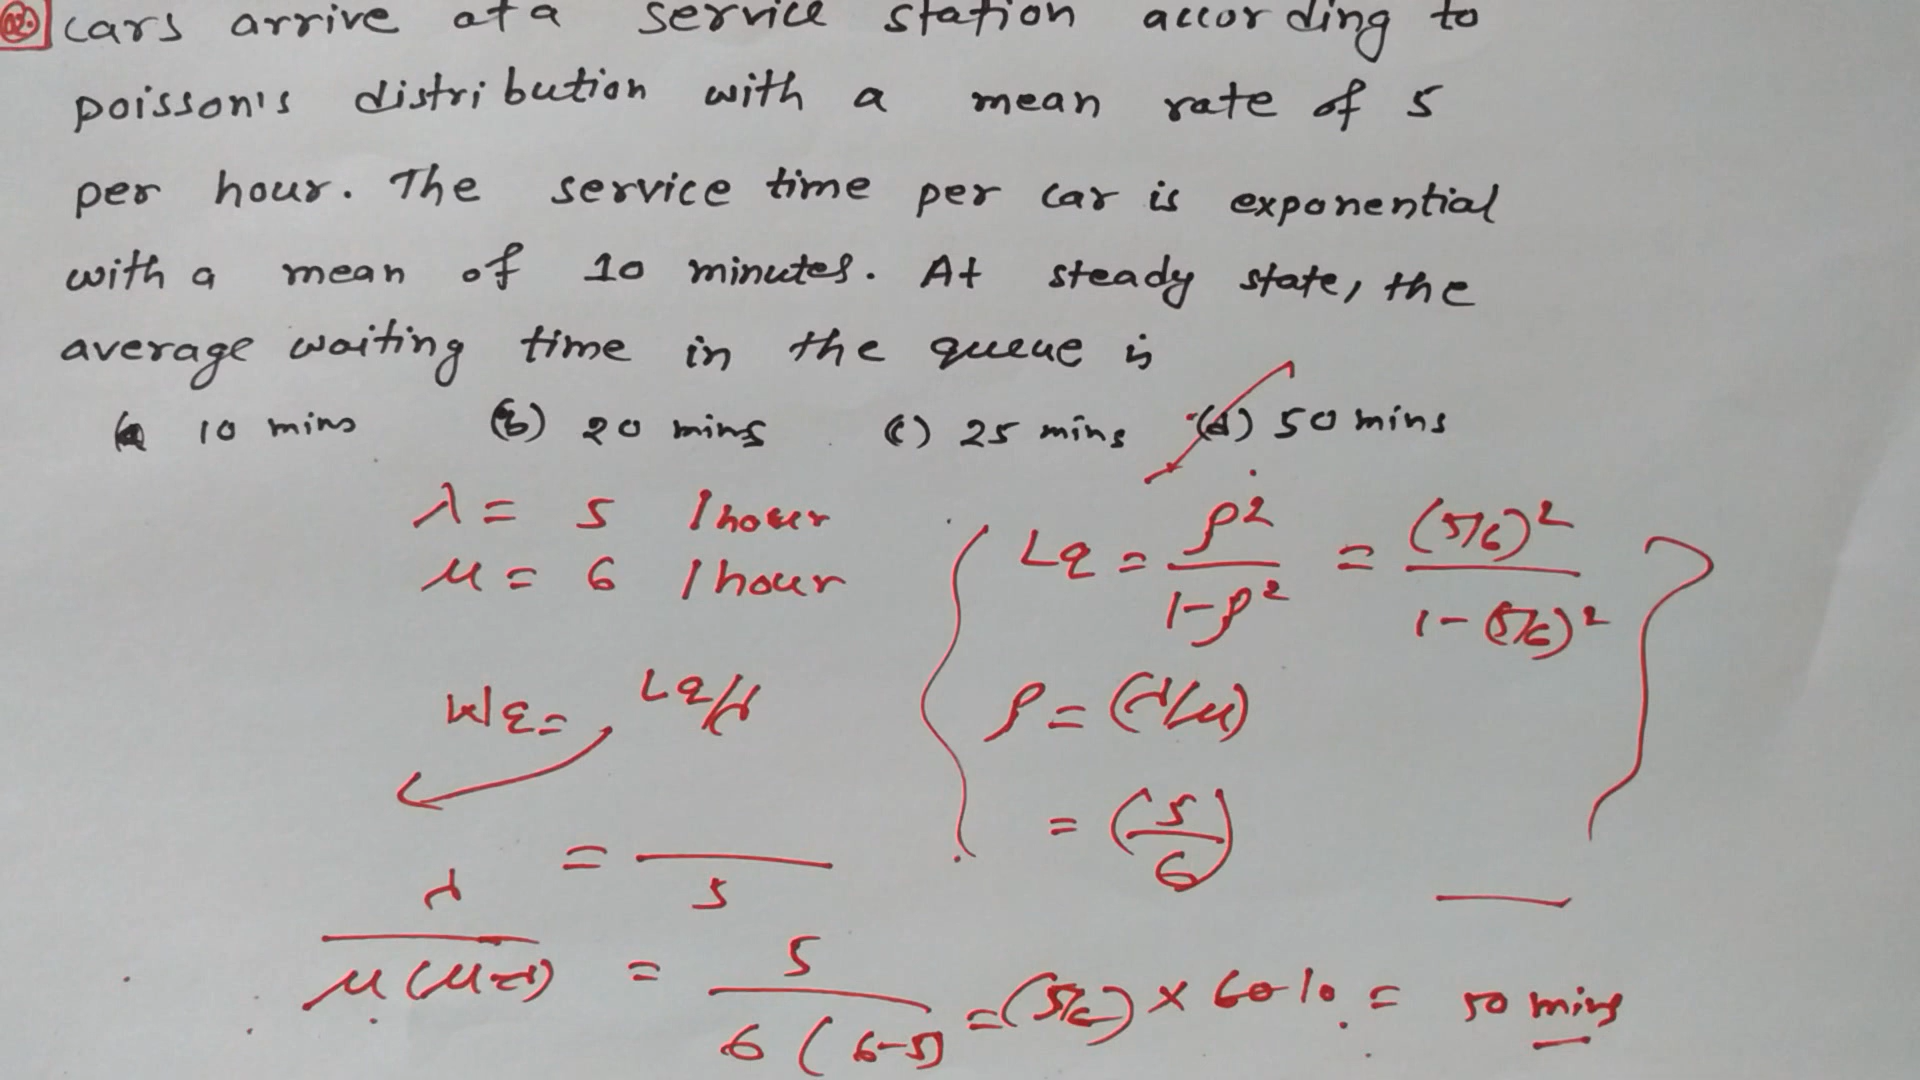 cars arrive at a service station according to
poisson's distribution with a mean rate of 5
per hour. The service time per car is exponential
with a mean of 10 minutes. At steady state, the
average waiting time in the queue is
(a 10 mins (b) 20 mins (c) 25 mins (d) 50 mins
λ = 5 / hour
μ = 6 / hour
Lq = ρ² / 1-ρ² = (5/6)² / 1-(5/6)²
ρ = (λ/μ)
= (5/6)
Wq = Lq/λ
= / 5
λ / μ(μ-λ) = 5 / 6(6-5) = (5/6) × 60 10 = 50 mins